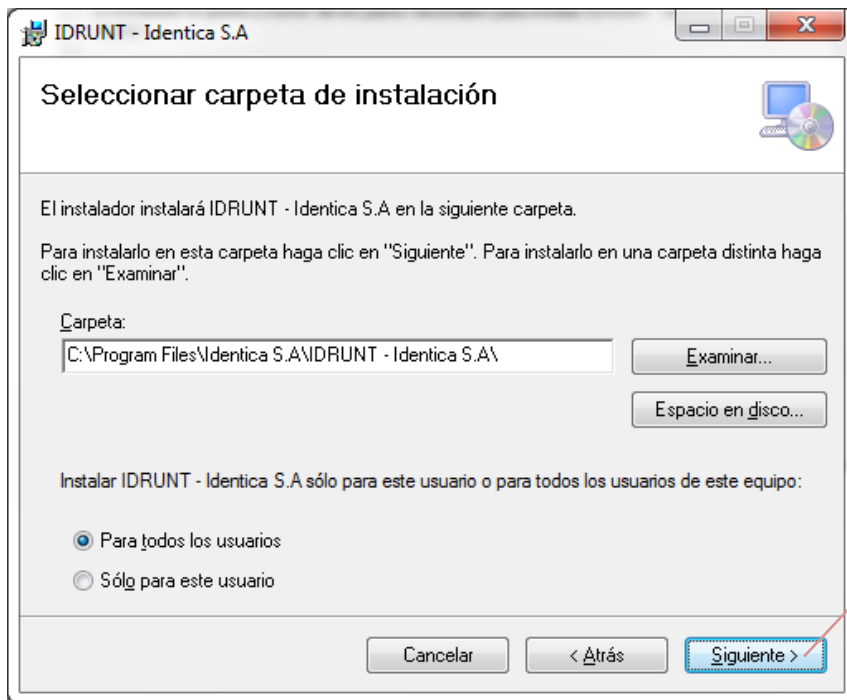 IDRUNT - Identica S.A
Seleccionar carpeta de instalación
El instalador instalará IDRUNT - Identica S.A en la siguiente carpeta.
Para instalarlo en esta carpeta haga clic en "Siguiente". Para instalarlo en una carpeta distinta haga
clic en "Examinar".
Carpeta:
C:\Program Files\Identica S.A\IDRUNT - Identica S.A\
Examinar...
Espacio en disco...
Instalar IDRUNT - Identica S.A sólo para este usuario o para todos los usuarios de este equipo:
Para todos los usuarios
Sólo para este usuario
Cancelar
< Atrás
Siguiente >